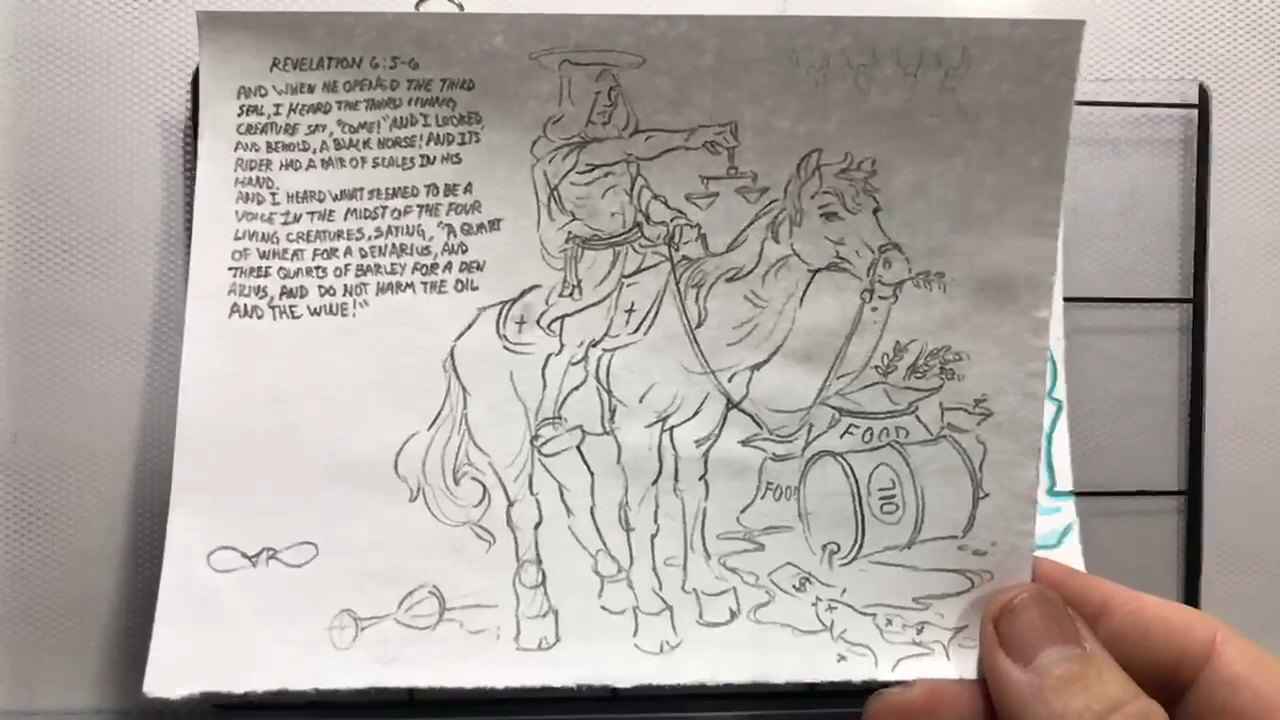 REVELATION 6:5-6
AND WHEN HE OPENED THE THIRD
SEAL, I HEARD THE THIRD LIVING
CREATURE SAY, "COME!" AND I LOOKED,
AND BEHOLD, A BLACK HORSE! AND ITS
RIDER HAD A PAIR OF SCALES IN HIS
HAND.
AND I HEARD WHAT SEEMED TO BE A
VOICE IN THE MIDST OF THE FOUR
LIVING CREATURES, SAYING, "A QUART
OF WHEAT FOR A DENARIUS, AND
THREE QUARTS OF BARLEY FOR A DEN
ARIUS, AND DO NOT HARM THE OIL
AND THE WINE!"
FOOD
FOOD
OIL
$